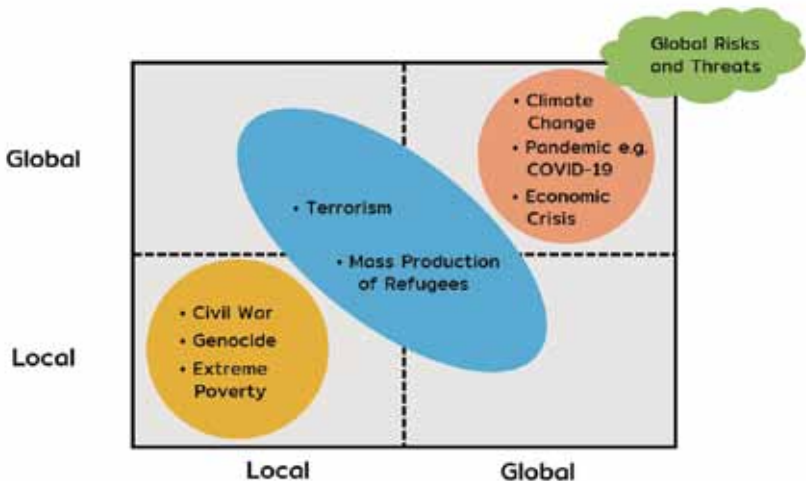 Global Risks
and Threats
• Climate
Change
• Pandemic e.g.
COVID-19
• Economic
Crisis
Global
• Terrorism
• Mass Production
of Refugees
• Civil War
• Genocide
• Extreme
Poverty
Local
Local
Global